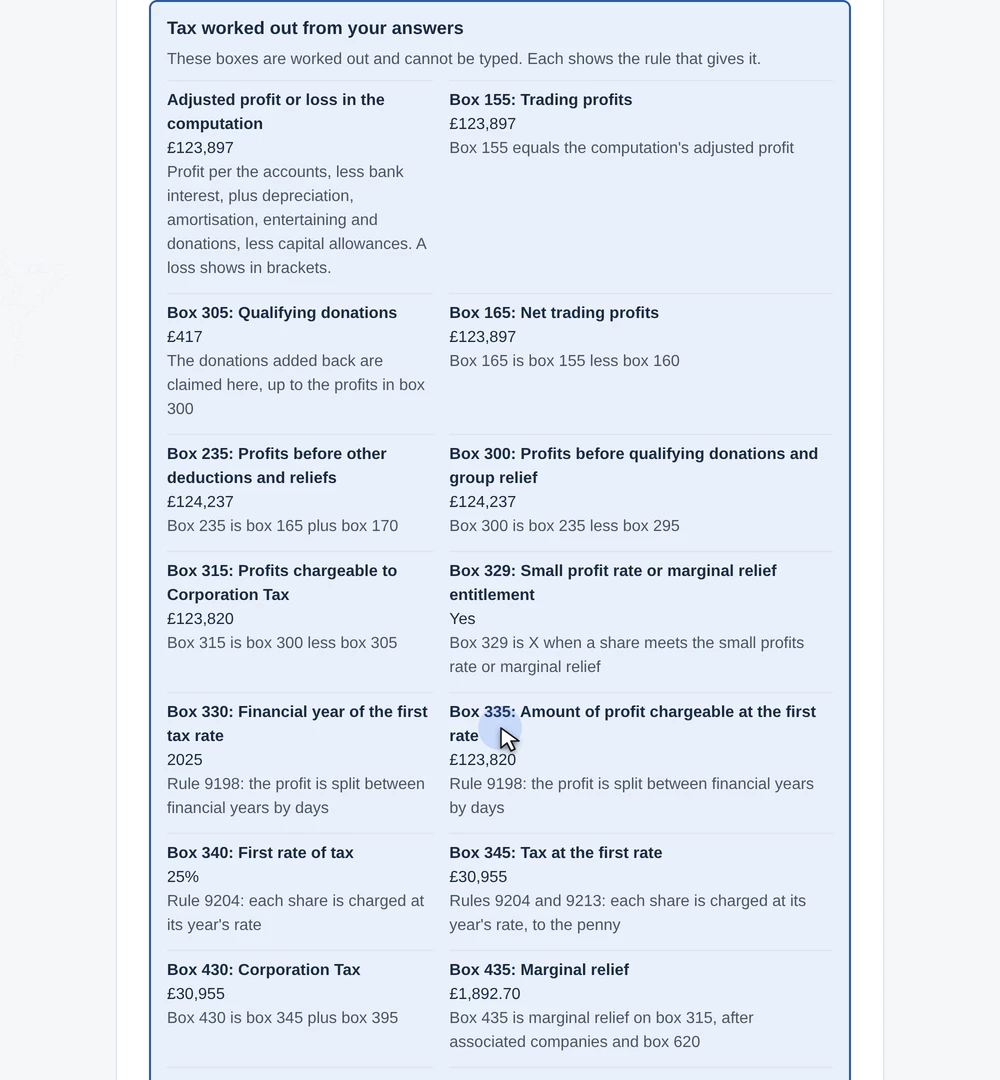 Tax worked out from your answers
These boxes are worked out and cannot be typed. Each shows the rule that gives it.
Adjusted profit or loss in the
computation
£123,897
Profit per the accounts, less bank
interest, plus depreciation,
amortisation, entertaining and
donations, less capital allowances. A
loss shows in brackets.
Box 155: Trading profits
£123,897
Box 155 equals the computation's adjusted profit
Box 305: Qualifying donations
£417
The donations added back are
claimed here, up to the profits in box
300
Box 165: Net trading profits
£123,897
Box 165 is box 155 less box 160
Box 235: Profits before other
deductions and reliefs
£124,237
Box 235 is box 165 plus box 170
Box 300: Profits before qualifying donations and
group relief
£124,237
Box 300 is box 235 less box 295
Box 315: Profits chargeable to
Corporation Tax
£123,820
Box 315 is box 300 less box 305
Box 329: Small profit rate or marginal relief
entitlement
Yes
Box 329 is X when a share meets the small profits
rate or marginal relief
Box 330: Financial year of the first
tax rate
2025
Rule 9198: the profit is split between
financial years by days
Box 335: Amount of profit chargeable at the first
rate
£123,820
Rule 9198: the profit is split between financial years
by days
Box 340: First rate of tax
25%
Rule 9204: each share is charged at
its year's rate
Box 345: Tax at the first rate
£30,955
Rules 9204 and 9213: each share is charged at its
year's rate, to the penny
Box 430: Corporation Tax
£30,955
Box 430 is box 345 plus box 395
Box 435: Marginal relief
£1,892.70
Box 435 is marginal relief on box 315, after
associated companies and box 620